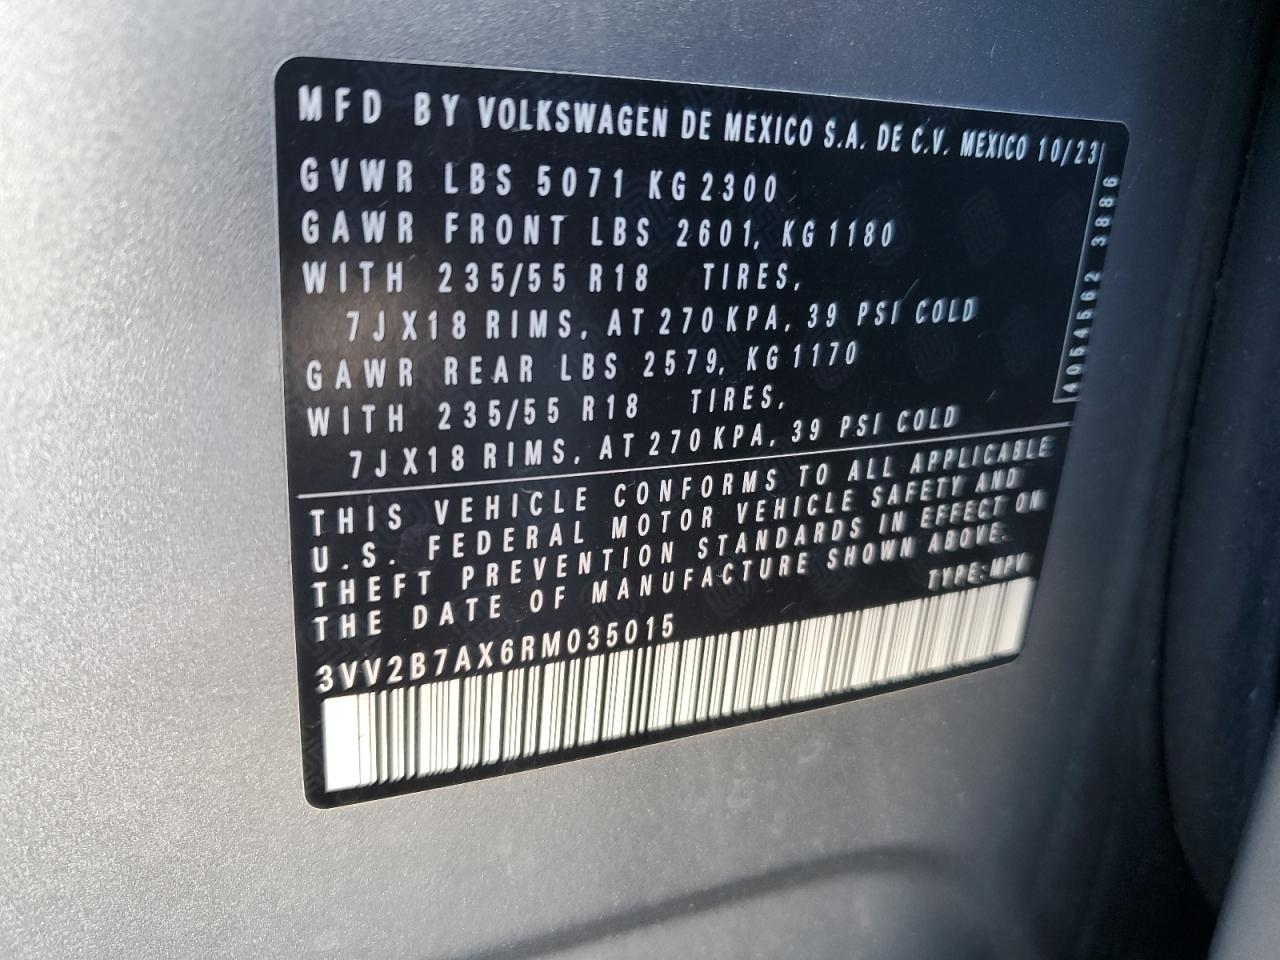 MFD BY VOLKSWAGEN DE MEXICO S.A. DE C.V. MEXICO 10/23
GVWR LBS 5071 KG 2300
GAWR FRONT LBS 2601, KG 1180
WITH 235/55 R18 TIRES,
7J X18 RIMS, AT 270 KPA, 39 PSI COLD
GAWR REAR LBS 2579, KG 1170
WITH 235/55 R18 TIRES,
7J X18 RIMS, AT 270 KPA, 39 PSI COLD
THIS VEHICLE CONFORMS TO ALL APPLICABLE
U.S. FEDERAL MOTOR VEHICLE SAFETY AND
THEFT PREVENTION STANDARDS IN EFFECT ON
THE DATE OF MANUFACTURE SHOWN ABOVE.
TYPE: MPV
3VV2B7AX6RM035015
3886